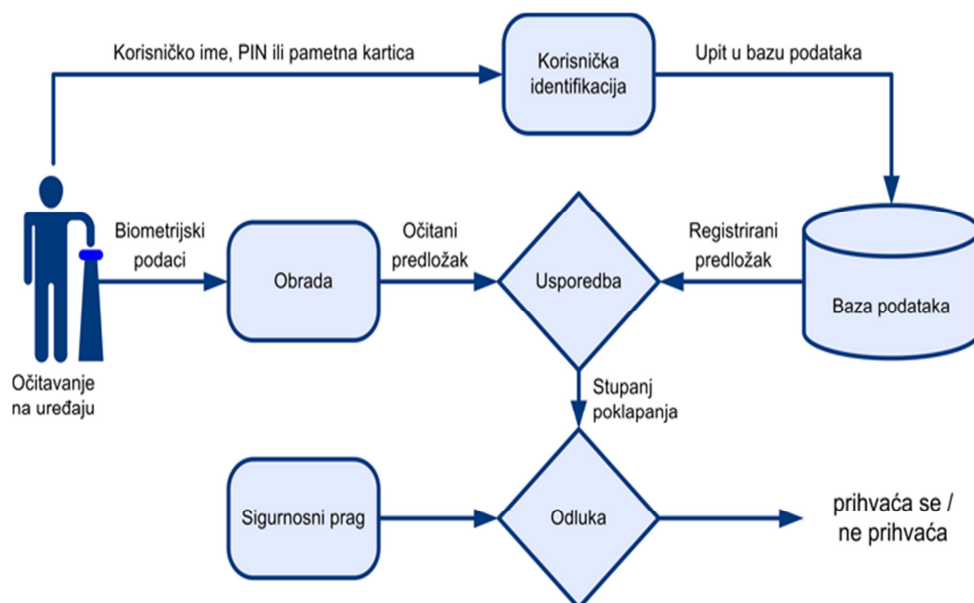 Korisničko ime, PIN ili pametna kartica
Korisnička
identifikacija
Upit u bazu podataka
Biometrijski
podaci
Obrada
Očitani
predložak
Usporedba
Registrirani
predložak
Baza podataka
Očitavanje
na uređaju
Stupanj
poklapanja
Sigurnosni prag
Odluka
prihvaća se /
ne prihvaća